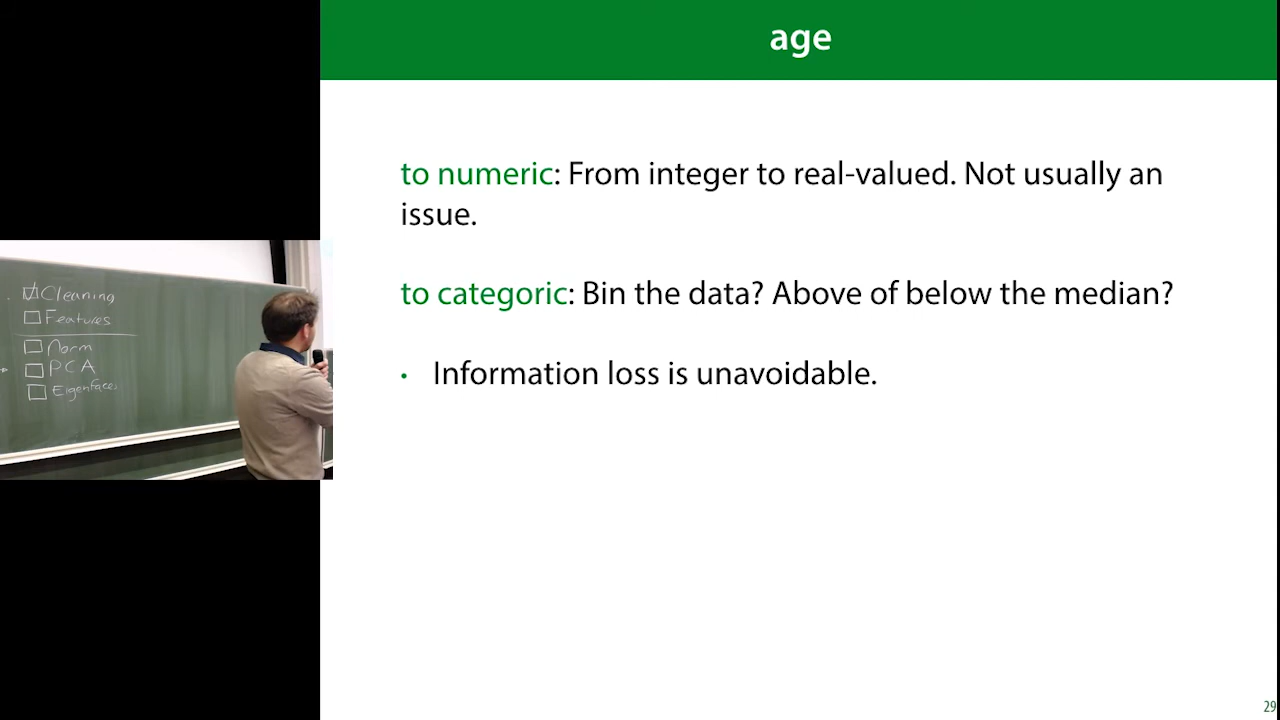 age
to numeric: From integer to real-valued. Not usually an
issue.
to categoric: Bin the data? Above of below the median?
• Information loss is unavoidable.
29
Cleaning
Features
Norm
PCA
Eigenfaces